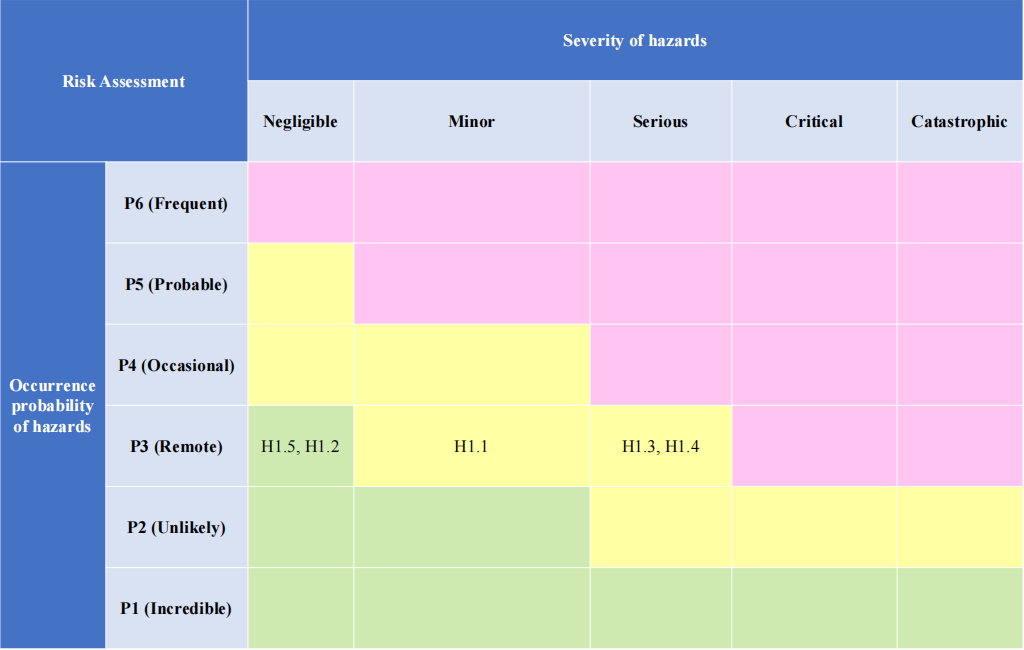 Risk Assessment
Severity of hazards
Negligible
Minor
Serious
Critical
Catastrophic
Occurrence
probability
of hazards
P6 (Frequent)
P5 (Probable)
P4 (Occasional)
P3 (Remote)
H1.5, H1.2
H1.1
H1.3, H1.4
P2 (Unlikely)
P1 (Incredible)